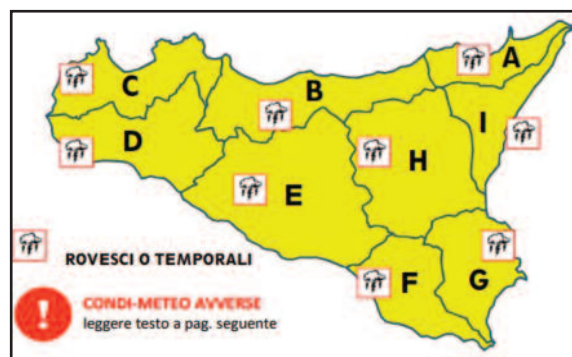 A
C
B
I
D
H
E
F
G
ROVESCI O TEMPORALI
CONDI-METEO AVVERSE
leggere testo a pag. seguente